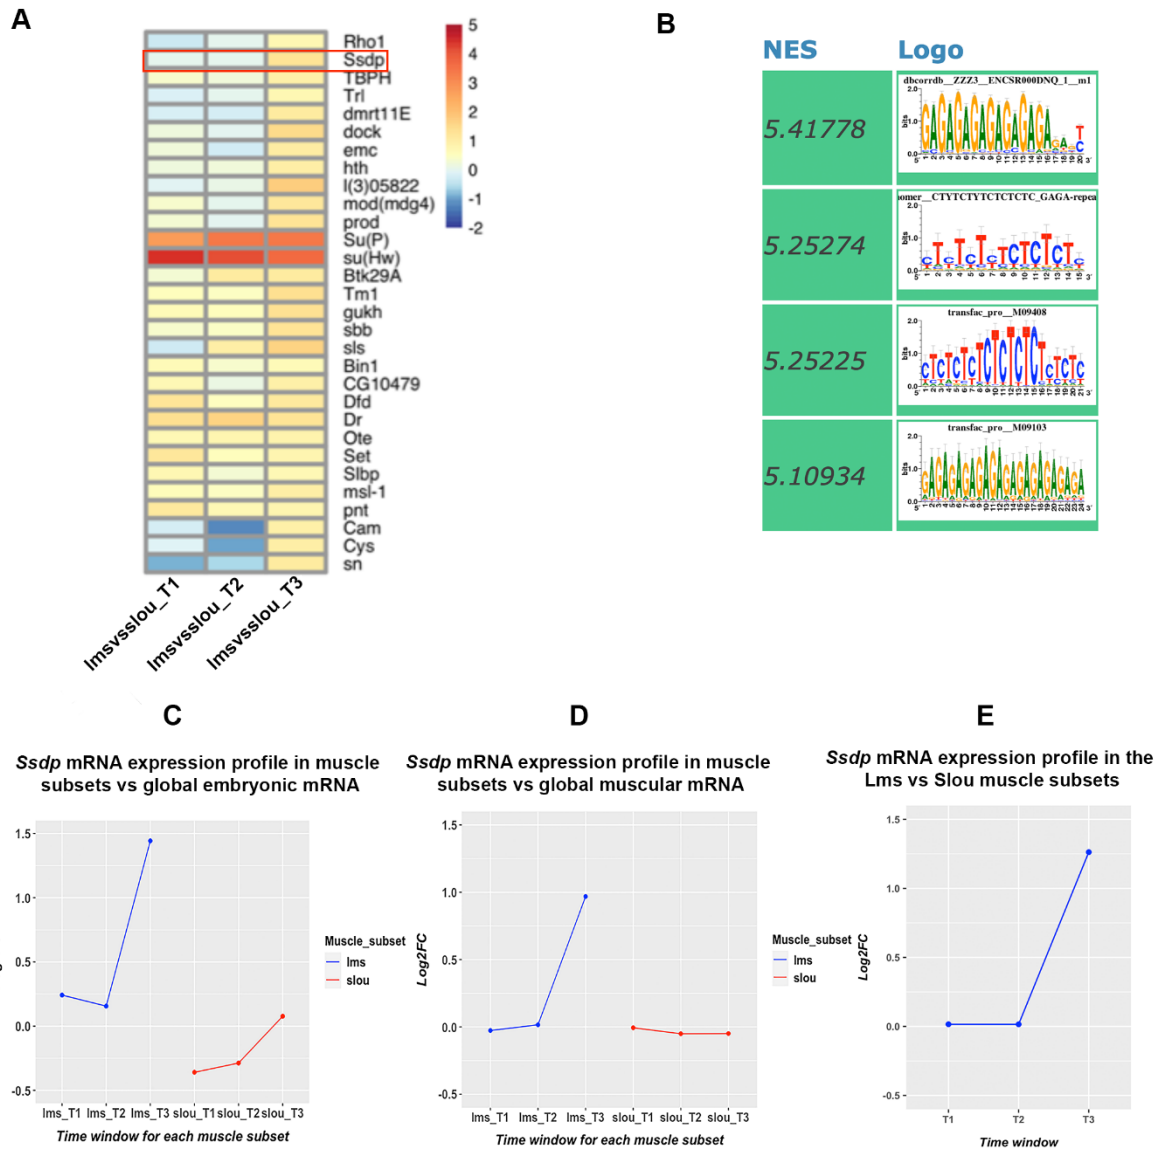 A
B
Rho1
Ssdp
TBPH
Trl
dmrt11E
dock
emc
hth
l(3)05822
mod(mdg4)
prod
Su(P)
su(Hw)
Btk29A
Tm1
gukh
sbb
sls
Bin1
CG10479
Dfd
Dr
Ote
Set
Slbp
msl-1
pnt
Cam
Cys
sn
5
4
3
2
1
0
-1
-2
lmsvsslou_T1
lmsvsslou_T2
lmsvsslou_T3
NES
Logo
5.41778
dbcorrdb__ZZZ3__ENCSR000DNQ_1__m1
5.25274
omer__CTYTCTYTCTCTCTC_GAGA-repea
5.25225
transfac_pro__M09408
5.10934
transfac_pro__M09103
C
Ssdp mRNA expression profile in muscle
subsets vs global embryonic mRNA
1.5
1.0
0.5
0.0
-0.5
lms_T1 lms_T2 lms_T3 slou_T1 slou_T2 slou_T3
Time window for each muscle subset
Muscle_subset
lms
slou
D
Ssdp mRNA expression profile in muscle
subsets vs global muscular mRNA
Log2FC
1.5
1.0
0.5
0.0
-0.5
lms_T1 lms_T2 lms_T3 slou_T1 slou_T2 slou_T3
Time window for each muscle subset
Muscle_subset
lms
slou
E
Ssdp mRNA expression profile in the
Lms vs Slou muscle subsets
Log2FC
1.5
1.0
0.5
0.0
-0.5
T1 T2 T3
Time window